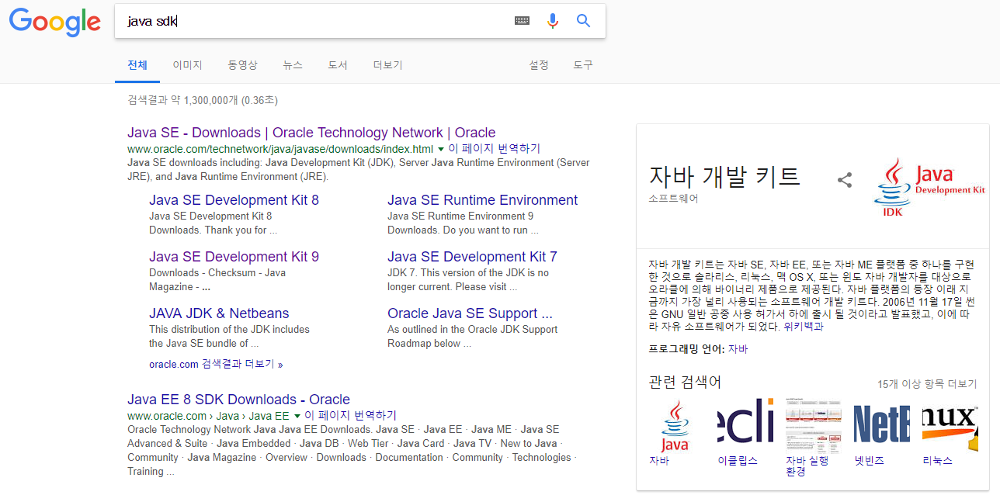 Google
java sdk
전체 이미지 동영상 뉴스 도서 더보기 설정 도구
검색결과 약 1,300,000개 (0.36초)
Java SE - Downloads | Oracle Technology Network | Oracle
www.oracle.com/technetwork/java/javase/downloads/index.html ▼ 이 페이지 번역하기
Java SE downloads including: Java Development Kit (JDK), Server Java Runtime Environment (Server
JRE), and Java Runtime Environment (JRE).
Java SE Development Kit 8
Java SE Development Kit 8
Downloads. Thank you for ...
Java SE Runtime Environment
Java SE Runtime Environment 9
Downloads. Do you want to run ...
Java SE Development Kit 9
Downloads - Checksum - Java
Magazine - ...
Java SE Development Kit 7
JDK 7. This version of the JDK is no
longer current. Please visit ...
JAVA JDK & Netbeans
This distribution of the JDK includes
the Java SE bundle of ...
Oracle Java SE Support ...
As outlined in the Oracle JDK Support
Roadmap below ...
oracle.com 검색결과 더보기 »
Java EE 8 SDK Downloads - Oracle
www.oracle.com › Java › Java EE ▼ 이 페이지 번역하기
Oracle Technology Network Java Java EE Downloads. Java SE · Java EE · Java ME · Java SE
Advanced & Suite · Java Embedded · Java DB · Web Tier · Java Card · Java TV · New to Java ·
Community · Java Magazine · Overview · Downloads · Documentation · Community · Technologies ·
Training ...
자바 개발 키트
소프트웨어
Java
Development Kit
JDK
자바 개발 키트는 자바 SE, 자바 EE, 또는 자바 ME 플랫폼 중 하나를 구현
한 것으로 솔라리스, 리눅스, 맥 OS X, 또는 윈도 자바 개발자를 대상으로
오라클에 의해 바이너리 제품으로 제공된다. 자바 플랫폼의 등장 이래 지
금까지 가장 널리 사용되는 소프트웨어 개발 키트다. 2006년 11월 17일 썬
은 GNU 일반 공중 사용 허가서 하에 출시 될 것이라고 발표했고, 이에 따
라 자유 소프트웨어가 되었다. 위키백과
프로그래밍 언어: 자바
관련 검색어 15개 이상 항목 더보기
Java
ecli
NetB
nux
자바 이클립스 자바 실행 넷빈즈 리눅스
환경